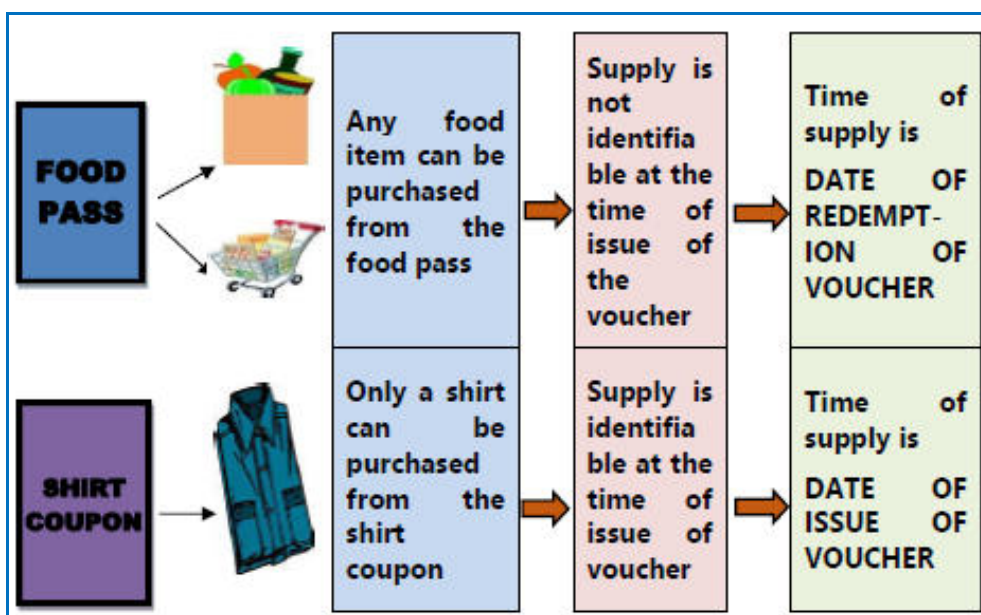 FOOD
PASS
Any food
item can be
purchased
from the
food pass
Supply is
not
identifia
ble at the
time of
issue of
the
voucher
Time of
supply is
DATE OF
REDEMPT-
ION OF
VOUCHER
SHIRT
COUPON
Only a shirt
can be
purchased
from the
shirt
coupon
Supply is
identifia
ble at the
time of
issue of
voucher
Time of
supply is
DATE OF
ISSUE OF
VOUCHER